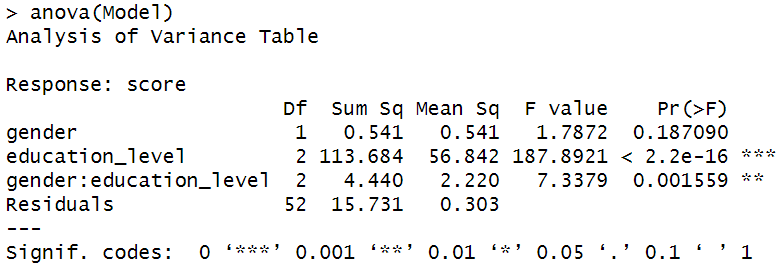 > anova(Model)
Analysis of Variance Table
Response: score
                       Df  Sum Sq Mean Sq  F value    Pr(>F)
gender                  1   0.541   0.541   1.7872  0.187090
education_level         2 113.684  56.842 187.8921 < 2.2e-16 ***
gender:education_level  2   4.440   2.220   7.3379  0.001559 **
Residuals              52  15.731   0.303
---
Signif. codes:  0 ‘***’ 0.001 ‘**’ 0.01 ‘*’ 0.05 ‘.’ 0.1 ‘ ’ 1